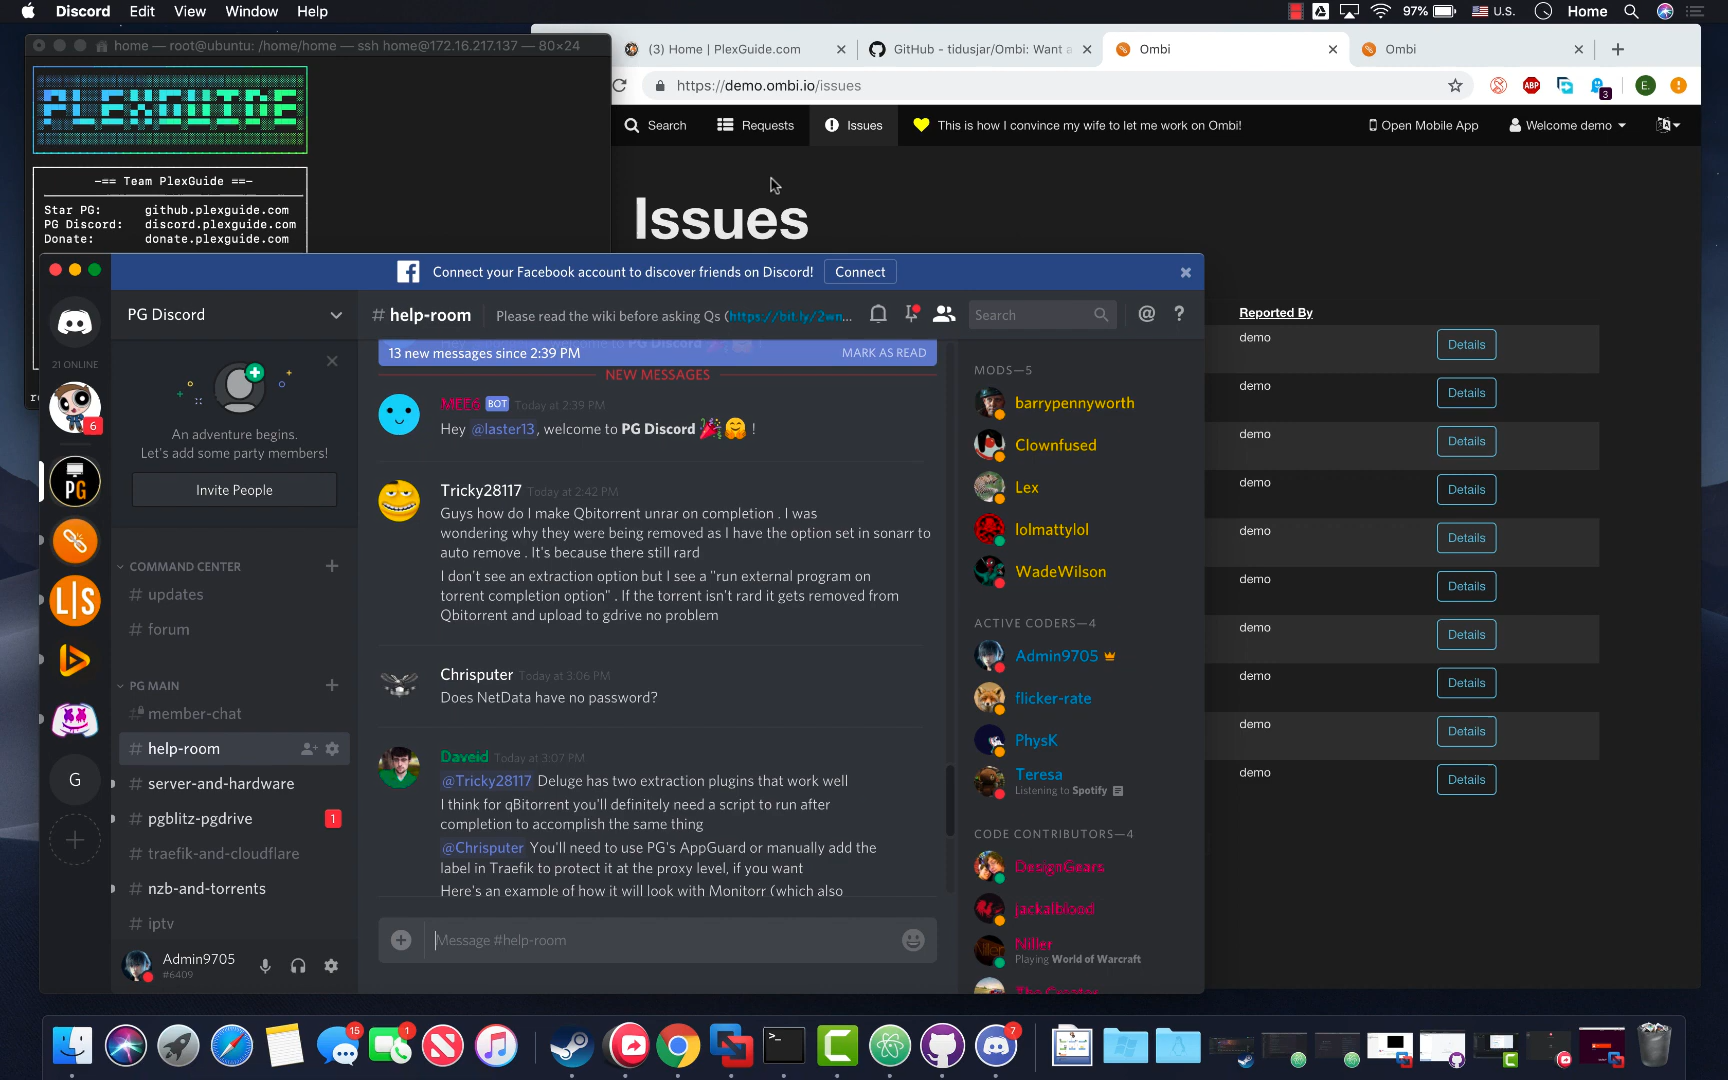 Discord Edit View Window Help
97% U.S. Home
home — root@ubuntu: /home/home — ssh home@172.16.217.137 — 80×24
PLEXGUIDE
-== Team PlexGuide ==-
Star PG: github.plexguide.com
PG Discord: discord.plexguide.com
Donate: donate.plexguide.com
(3) Home | PlexGuide.com
GitHub - tidusjar/Ombi: Want a
Ombi
Ombi
https://demo.ombi.io/issues
ABP
3
E.
Search
Requests
Issues
This is how I convince my wife to let me work on Ombi!
Open Mobile App
Welcome demo
Issues
Reported By
demo Details
demo Details
demo Details
demo Details
demo Details
demo Details
demo Details
demo Details
demo Details
demo Details
Connect your Facebook account to discover friends on Discord! Connect
21 ONLINE
6
PG
L|S
G
PG Discord
An adventure begins.
Let's add some party members!
Invite People
COMMAND CENTER
# updates
# forum
PG MAIN
# member-chat
# help-room
# server-and-hardware
# pgblitz-pgdrive 1
# traefik-and-cloudflare
# nzb-and-torrents
# iptv
Admin9705
#6409
# help-room Please read the wiki before asking Qs (https://bit.ly/2wn...
Search
@ ?
13 new messages since 2:39 PM MARK AS READ
NEW MESSAGES
MEE6 BOT Today at 2:39 PM
Hey @laster13, welcome to PG Discord 🎉🤗 !
Tricky28117 Today at 2:42 PM
Guys how do I make Qbitorrent unrar on completion . I was
wondering why they were being removed as I have the option set in sonarr to
auto remove . It's because there still rard
I don't see an extraction option but I see a "run external program on
torrent completion option" . If the torrent isn't rard it gets removed from
Qbitorrent and upload to gdrive no problem
Chrisputer Today at 3:06 PM
Does NetData have no password?
Daveid Today at 3:07 PM
@Tricky28117 Deluge has two extraction plugins that work well
I think for qBitorrent you'll definitely need a script to run after
completion to accomplish the same thing
@Chrisputer You'll need to use PG's AppGuard or manually add the
label in Traefik to protect it at the proxy level, if you want
Here's an example of how it will look with Monitorr (which also
Message #help-room
MODS—5
barrypennyworth
Clownfused
Lex
lolmattylol
WadeWilson
ACTIVE CODERS—4
Admin9705
flicker-rate
PhysK
Teresa
Listening to Spotify
CODE CONTRIBUTORS—4
DesignGears
jackalblood
Niller
Playing World of Warcraft
The Creator
15
1
7